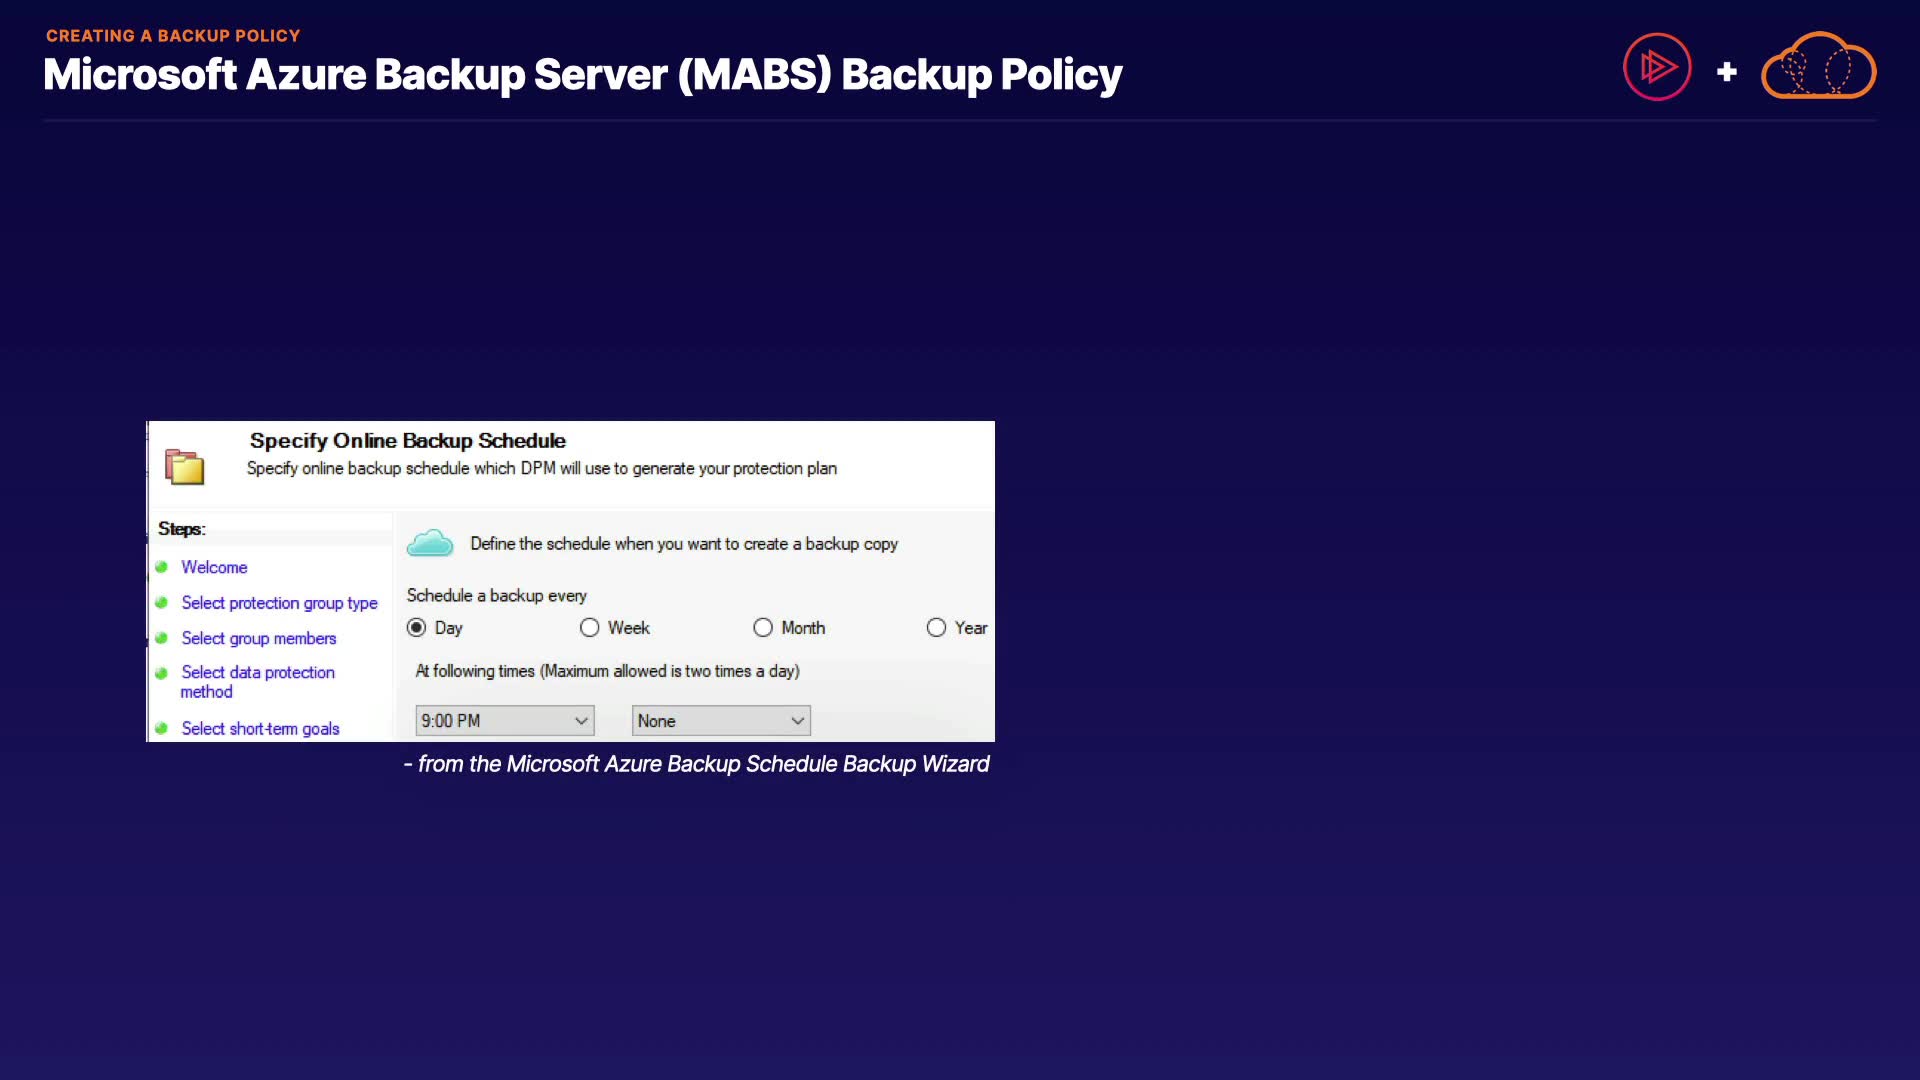 CREATING A BACKUP POLICY
Microsoft Azure Backup Server (MABS) Backup Policy
Specify Online Backup Schedule
Specify online backup schedule which DPM will use to generate your protection plan
Steps:
Welcome
Select protection group type
Select group members
Select data protection
method
Select short-term goals
Define the schedule when you want to create a backup copy
Schedule a backup every
Day Week Month Year
At following times (Maximum allowed is two times a day)
9:00 PM None
- from the Microsoft Azure Backup Schedule Backup Wizard